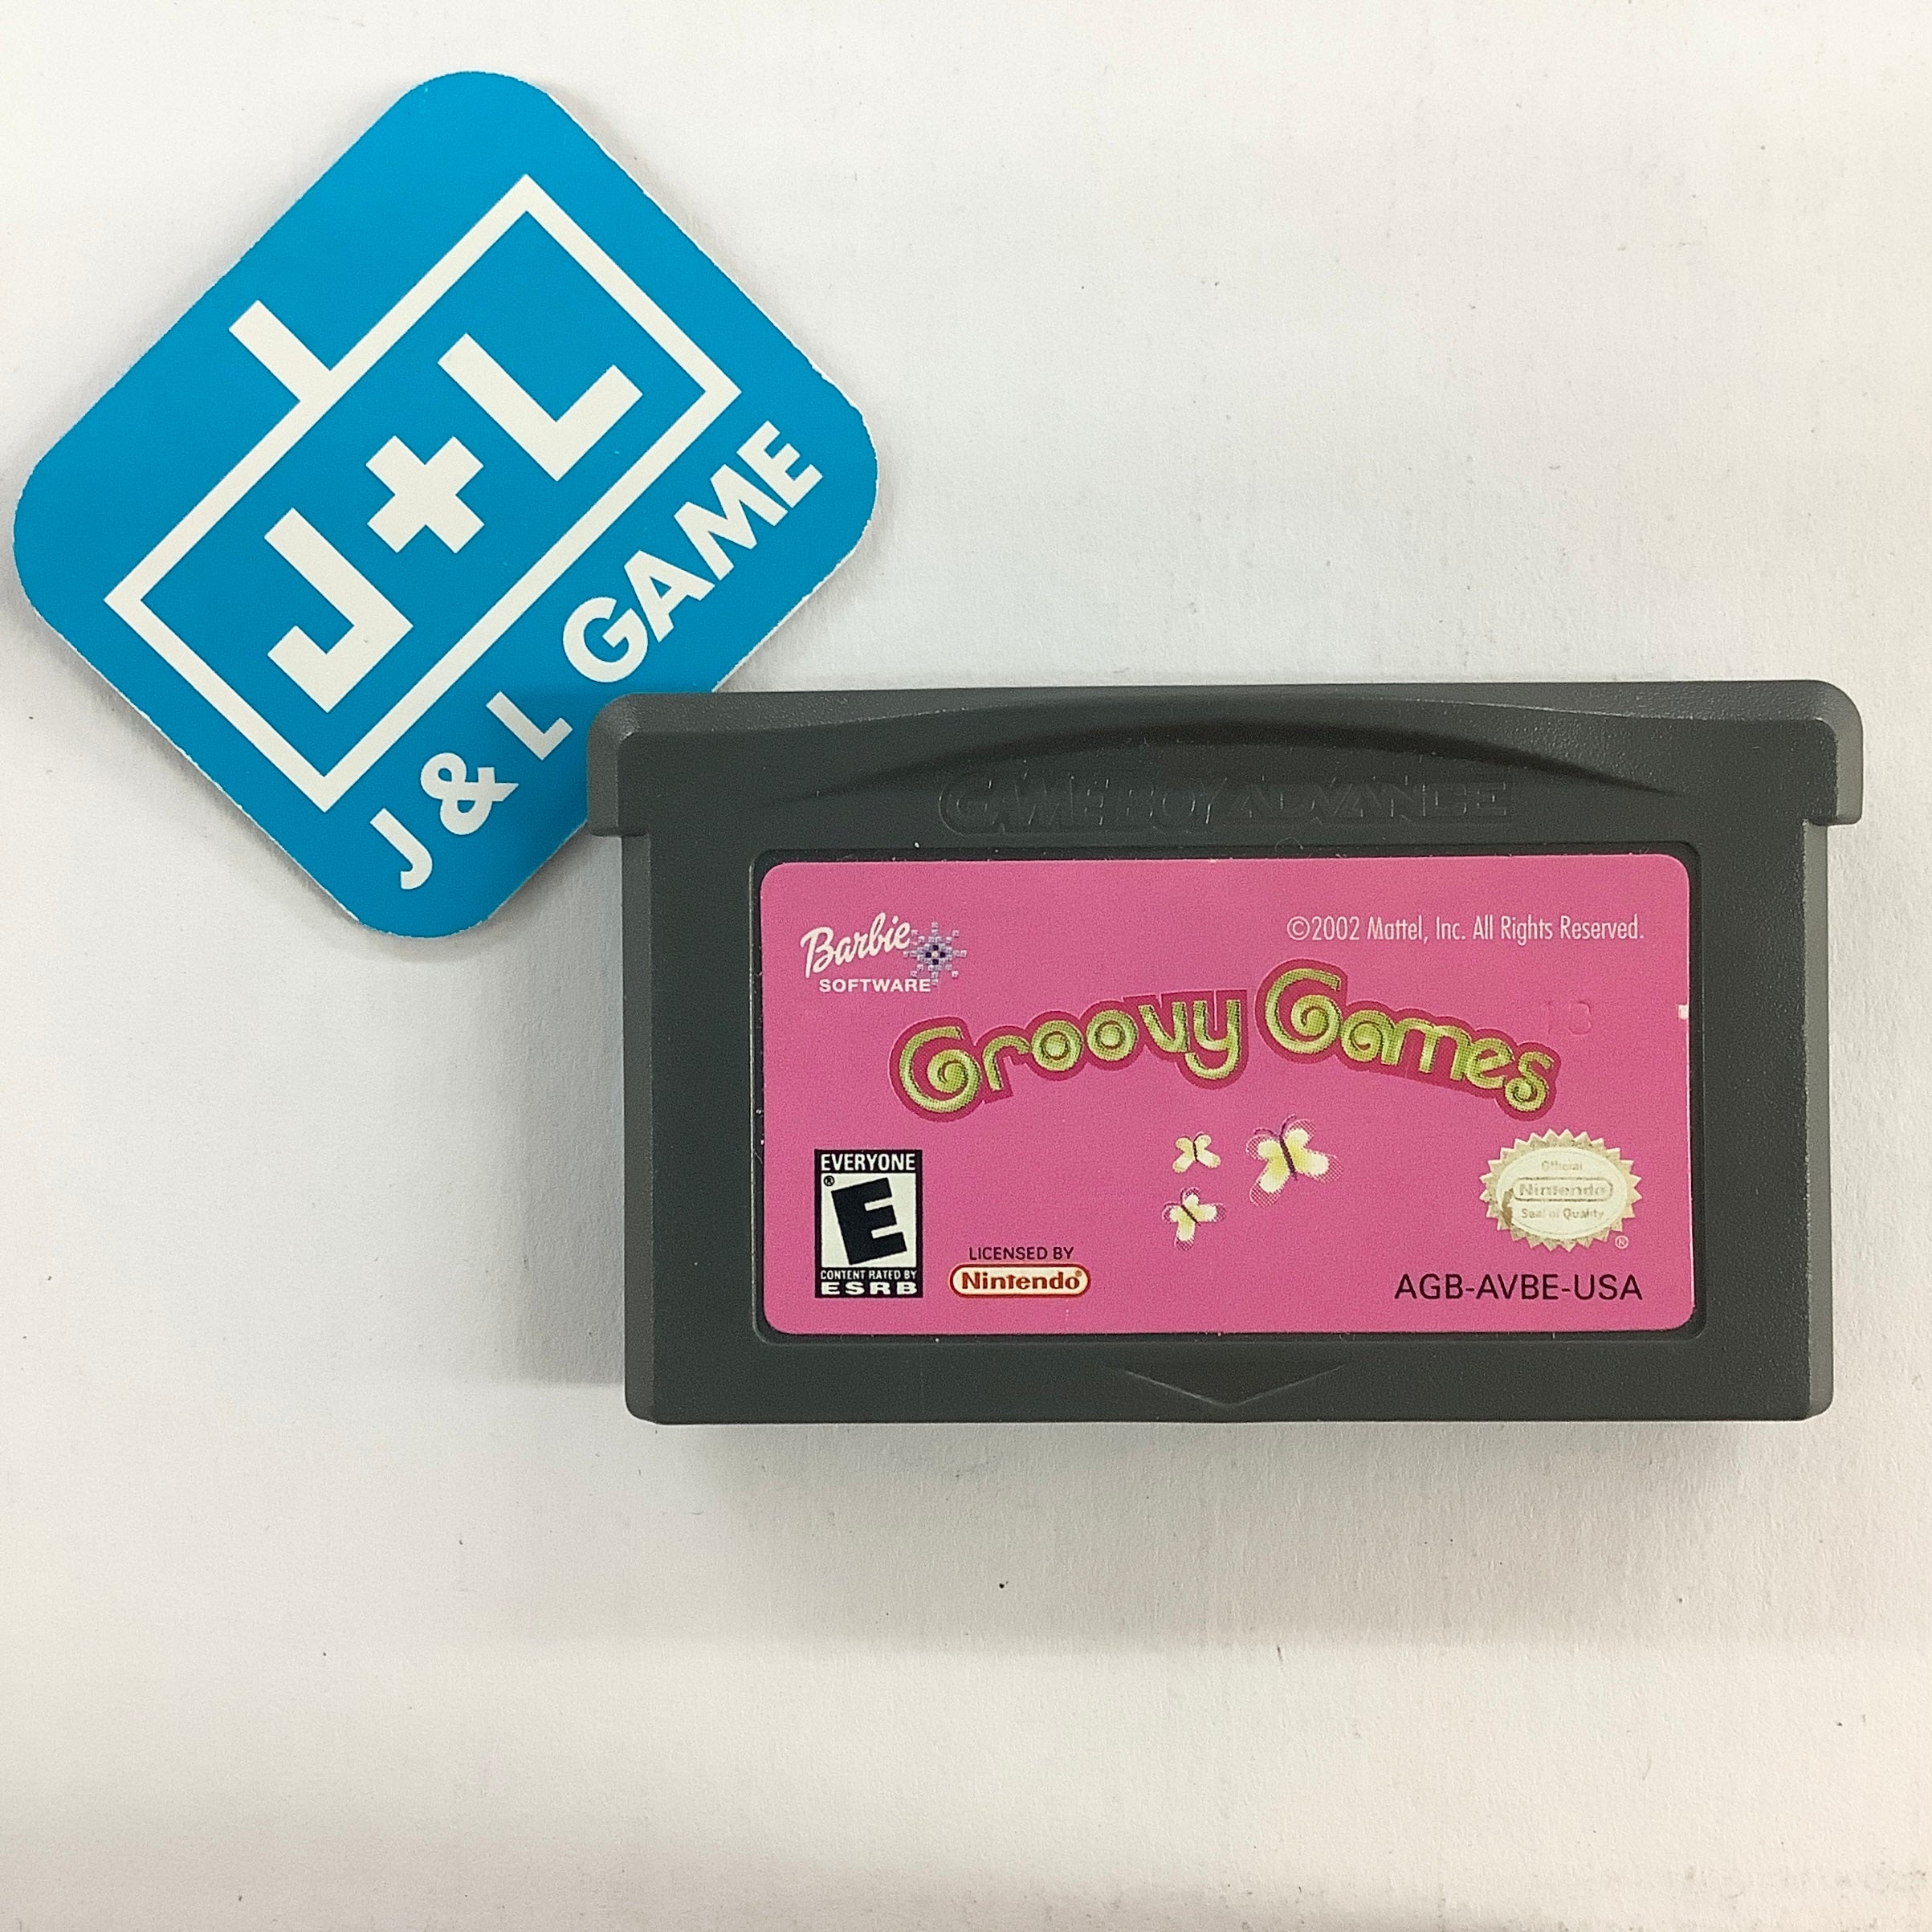 J+L
J & L GAME
GAME BOY ADVANCE
Barbie
SOFTWARE
©2002 Mattel, Inc. All Rights Reserved.
Groovy Games
13
EVERYONE
E
®
CONTENT RATED BY
ESRB
LICENSED BY
Nintendo®
Official
Nintendo
Seal of Quality
®
AGB-AVBE-USA